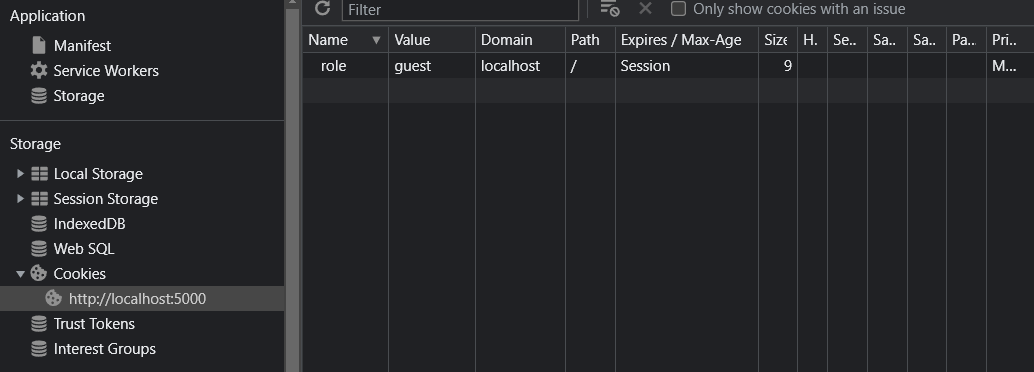 Application
Manifest
Service Workers
Storage
Storage
Local Storage
Session Storage
IndexedDB
Web SQL
Cookies
http://localhost:5000
Trust Tokens
Interest Groups
Filter
Only show cookies with an issue
Name Value Domain Path Expires / Max-Age Size H. Se.. Sa.. Sa.. Pa.. Pri...
role guest localhost / Session 9 M...